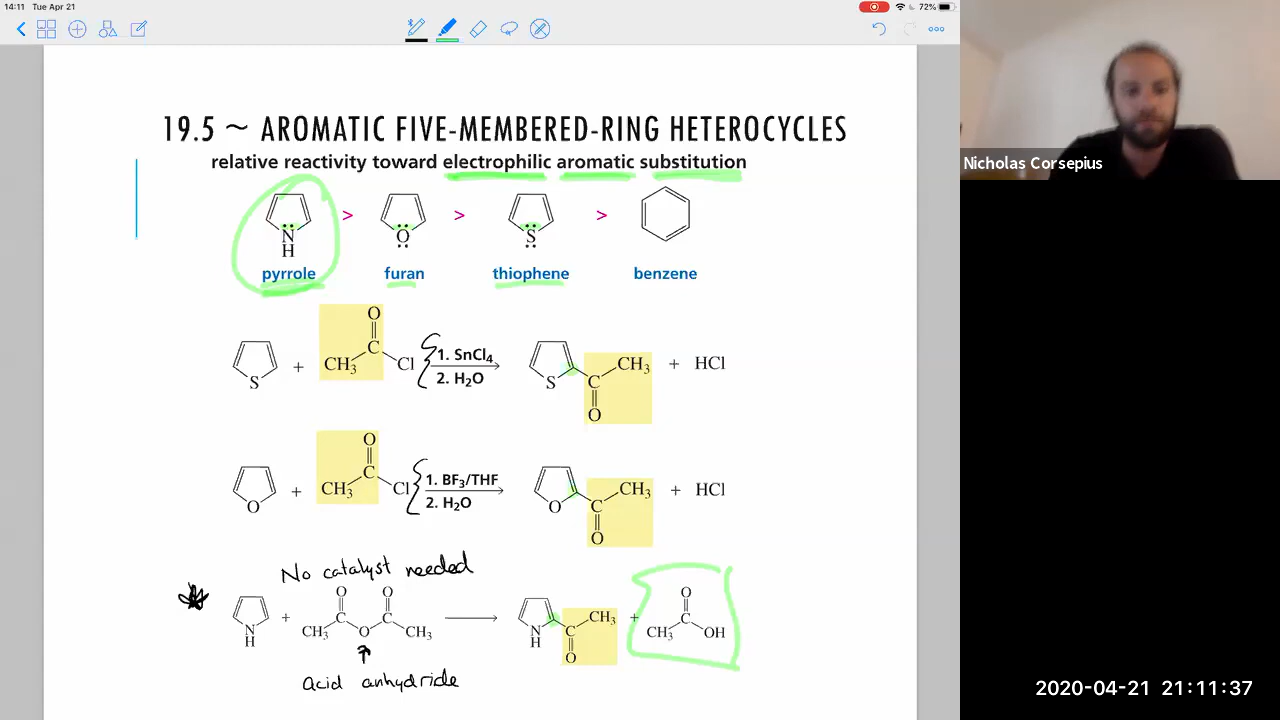 14:11 Tue Apr 21
72%
19.5 ~ AROMATIC FIVE-MEMBERED-RING HETEROCYCLES
relative reactivity toward electrophilic aromatic substitution
N H > O > S >
pyrrole furan thiophene benzene
S + CH3 C O Cl 1. SnCl4 2. H2O S C O CH3 + HCl
O + CH3 C O Cl 1. BF3/THF 2. H2O O C O CH3 + HCl
No catalyst needed
N H + CH3 C O O C O CH3 N H C O CH3 + CH3 C O OH
acid anhydride
Nicholas Corsepius
2020-04-21 21:11:37